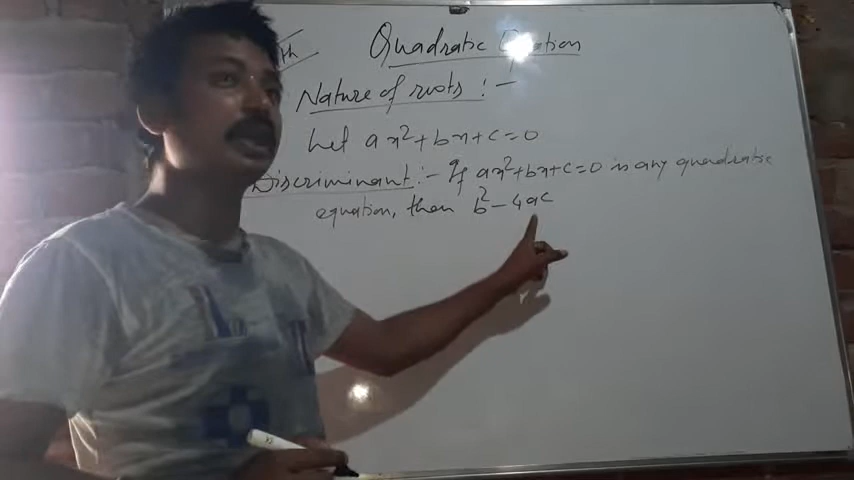 th
Quadratic Equation
Nature of roots :-
Let ax²+bx+c=0
Discriminant :- If ax²+bx+c=0 is any quadratic
equation, then b²-4ac